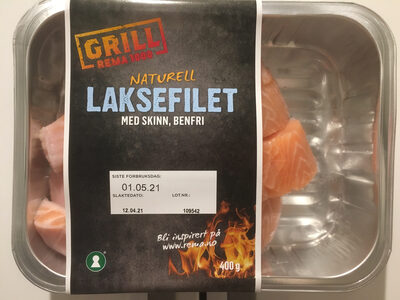 GRILL
REMA 1000
NATURELL
LAKSEFILET
MED SKINN, BENFRI
SISTE FORBRUKSDAG:
01.05.21
SLAKTEDATO: LOT.NR.:
12.04.21 109542
Bli inspirert på
www.rema.no
400 g